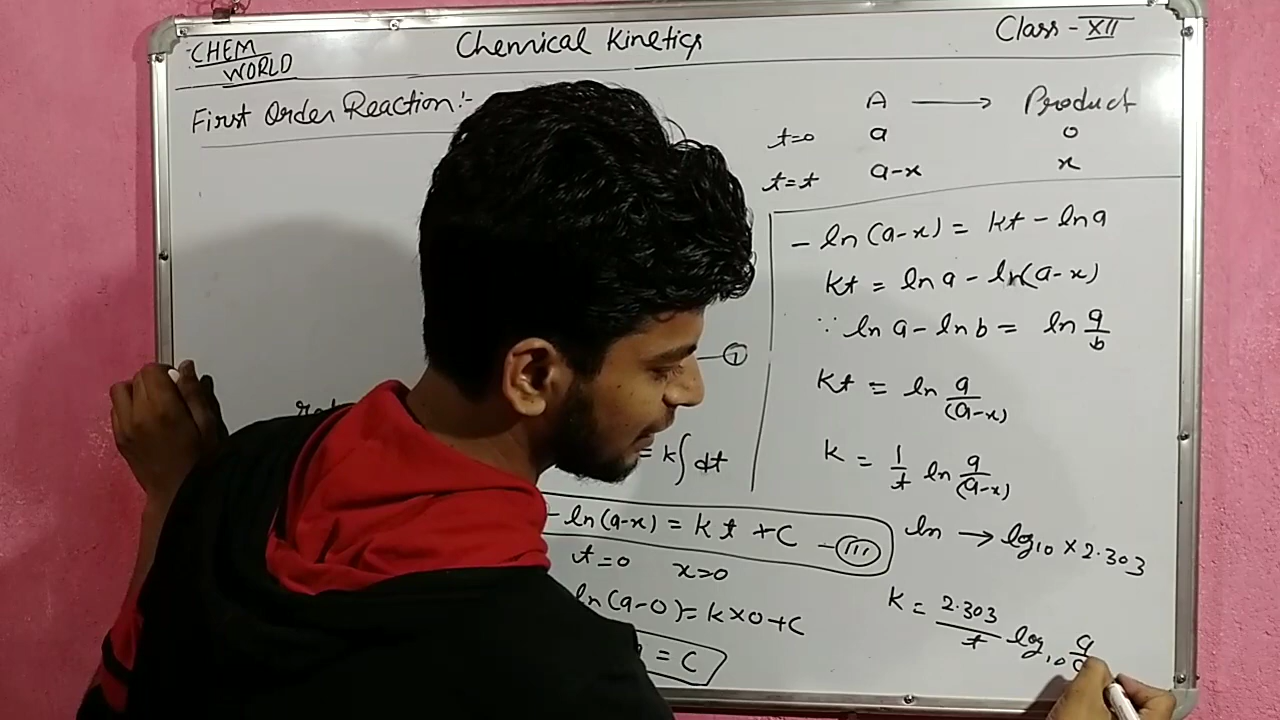 CHEM
WORLD
Chemical Kinetics
Class - XII
First Order Reaction :-
A ⟶ Product
t=0 a 0
t=t a-x x
I
= k∫dt
- ln(a-x) = kt + C - III
t=0 x=0
ln(a-0) = k×0+C
= C
- ln(a-x) = kt - ln a
kt = ln a - ln(a-x)
∵ ln a - ln b = ln a/b
kt = ln a/(a-x)
k = 1/t ln a/(a-x)
ln → log₁₀ × 2.303
k = 2.303/t log₁₀ a/